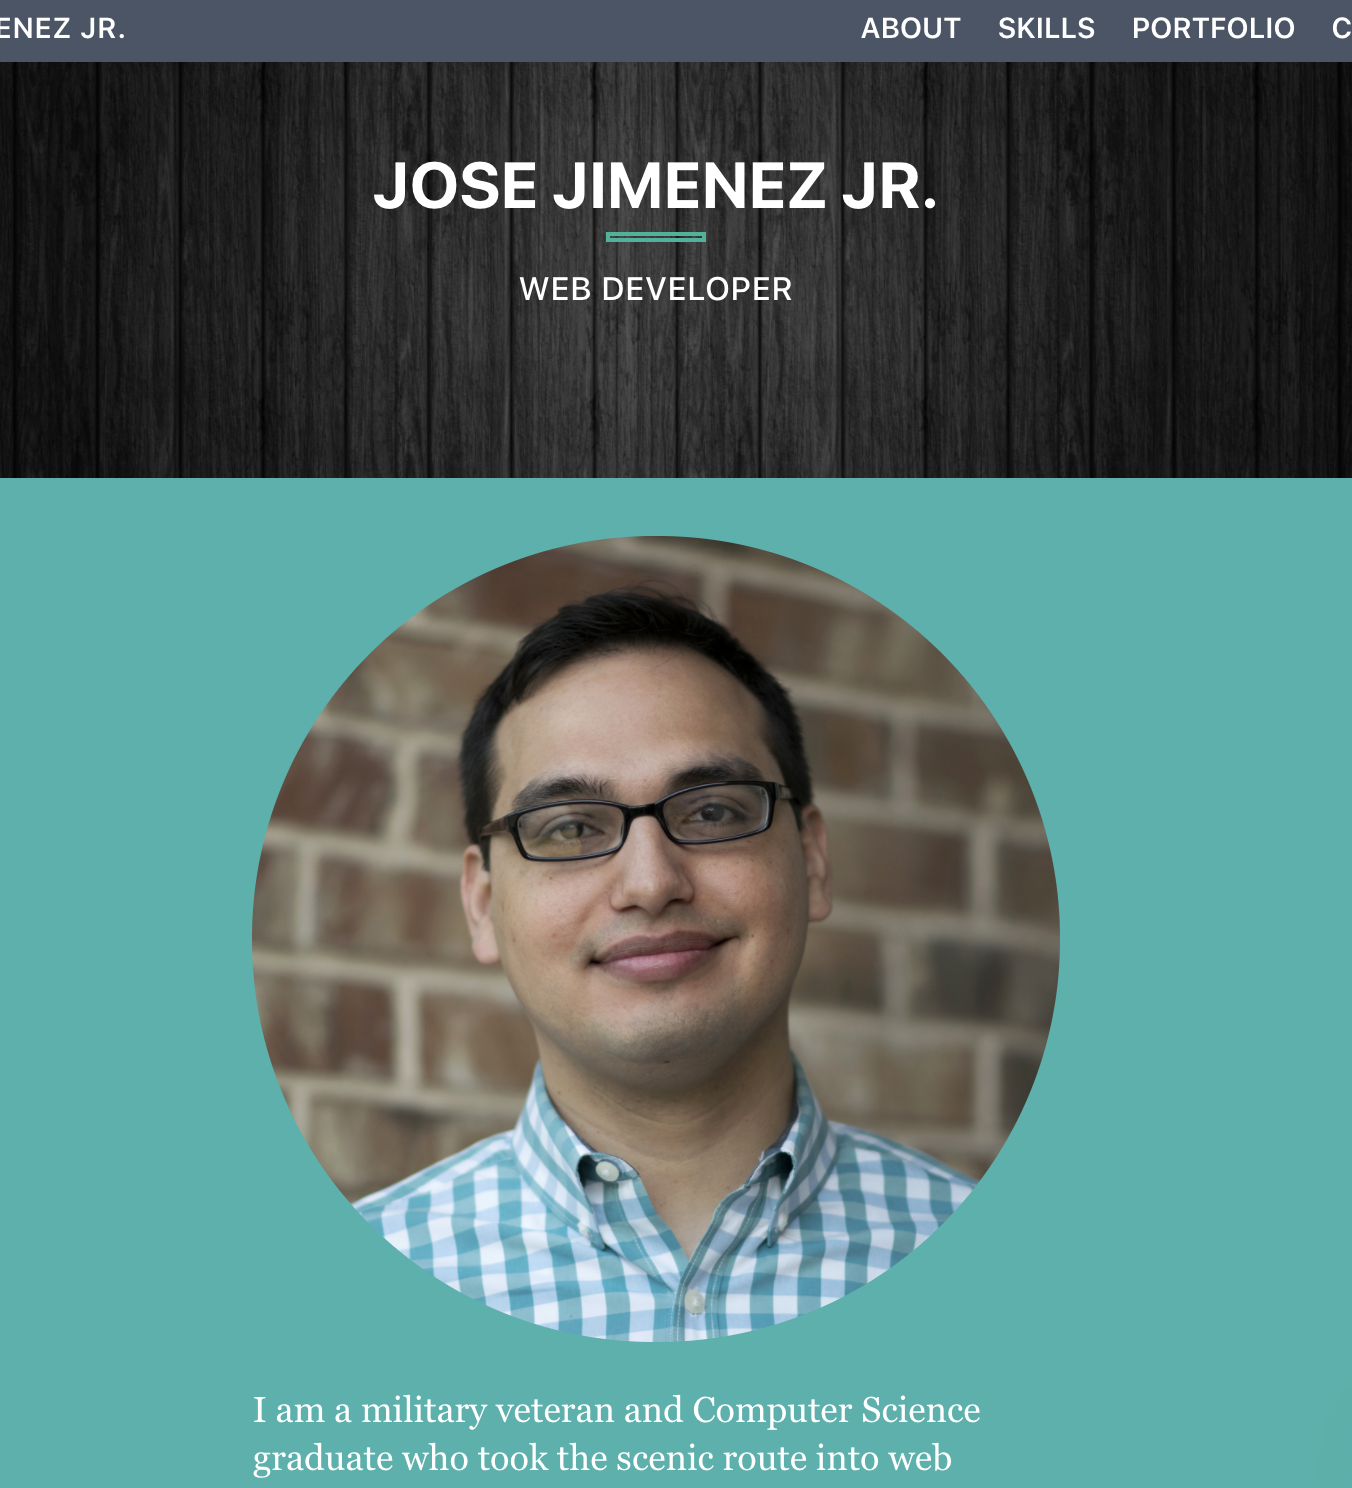 ENEZ JR. ABOUT SKILLS PORTFOLIO C
JOSE JIMENEZ JR.
WEB DEVELOPER
I am a military veteran and Computer Science
graduate who took the scenic route into web